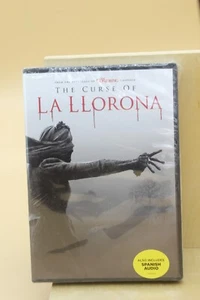 THE CURSE OF
LA LLORONA
ALSO INCLUDES
SPANISH
AUDIO